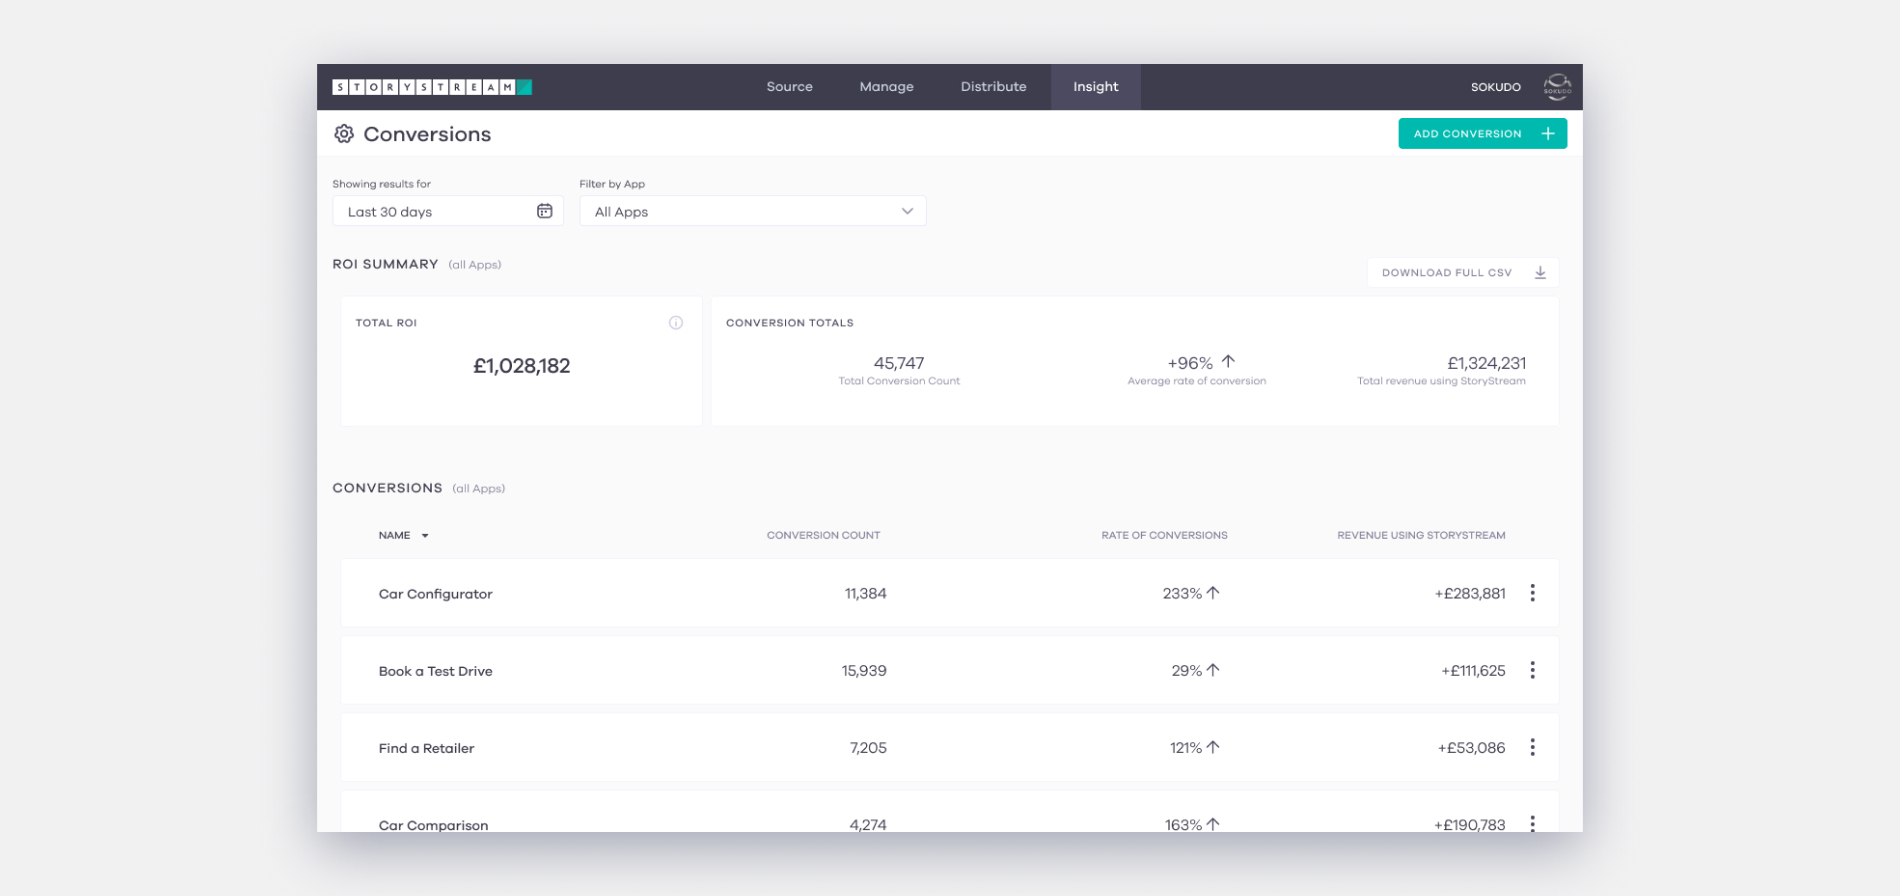 STORYSTREAM
Source Manage Distribute Insight
SOKUDO
SOKUDO
Conversions
ADD CONVERSION
Showing results for Filter by App
Last 30 days All Apps
ROI SUMMARY (all Apps)
DOWNLOAD FULL CSV
TOTAL ROI
£1,028,182
CONVERSION TOTALS
45,747 +96% £1,324,231
Total Conversion Count Average rate of conversion Total revenue using StoryStream
CONVERSIONS (all Apps)
NAME CONVERSION COUNT RATE OF CONVERSIONS REVENUE USING STORYSTREAM
Car Configurator 11,384 233% +£283,881
Book a Test Drive 15,939 29% +£111,625
Find a Retailer 7,205 121% +£53,086
Car Comparison 4,274 163% +£190,783